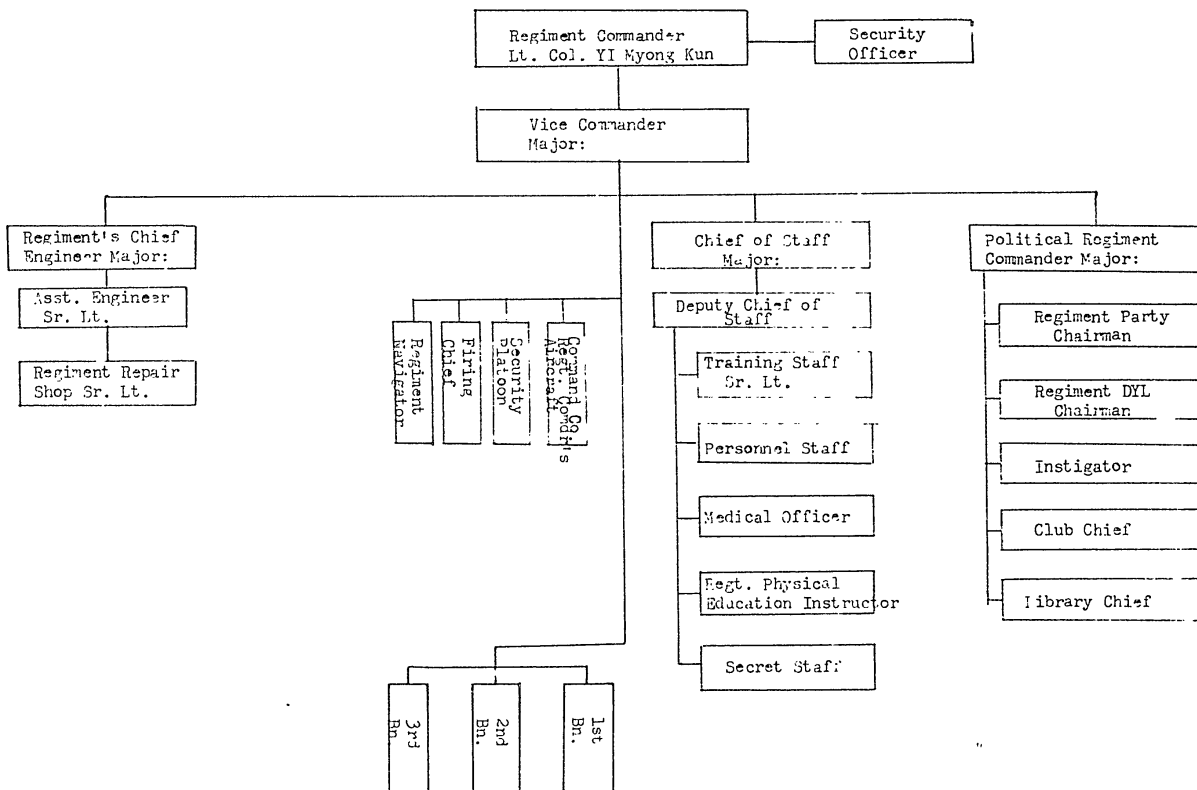 Regiment Commander
Lt. Col. YI Myong Kun
Security
Officer
Vice Commander
Major:
Regiment's Chief
Engineer Major:
Asst. Engineer
Sr. Lt.
Regiment Repair
Shop Sr. Lt.
Regiment
Navigator
Firing
Chief
Security
Platoon
Command Co.
Regt. Comdr's
Aircraft
Chief of Staff
Major:
Deputy Chief of
Staff
Training Staff
Sr. Lt.
Personnel Staff
Medical Officer
Regt. Physical
Education Instructor
Secret Staff
Political Regiment
Commander Major:
Regiment Party
Chairman
Regiment DYL
Chairman
Instigator
Club Chief
Library Chief
3rd
Bn.
2nd
Bn.
1st
Bn.